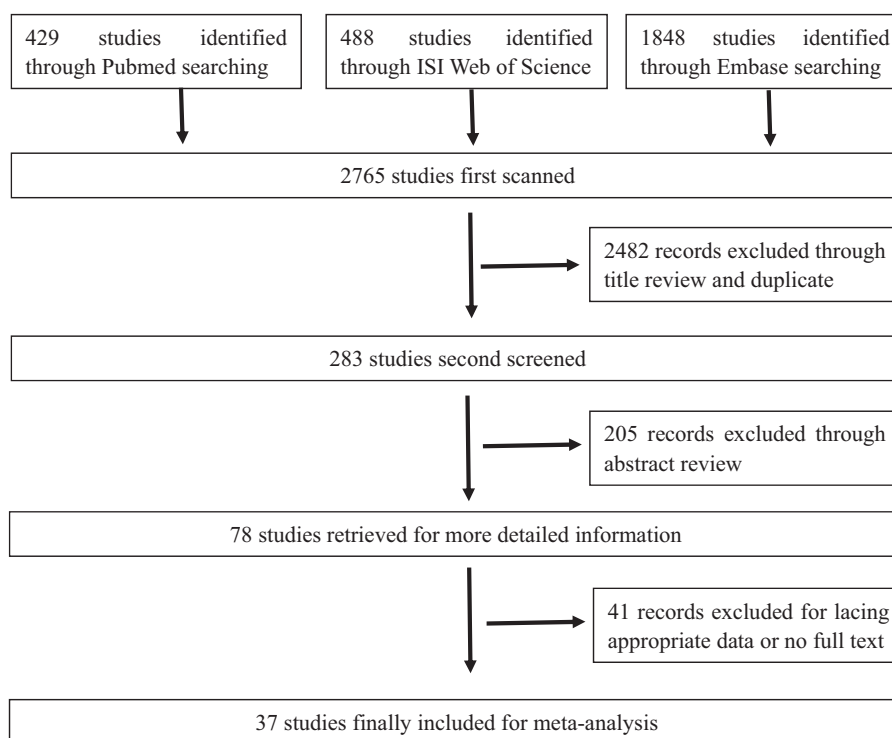 429 studies identified
through Pubmed searching
488 studies identified
through ISI Web of Science
1848 studies identified
through Embase searching
2765 studies first scanned
2482 records excluded through
title review and duplicate
283 studies second screened
205 records excluded through
abstract review
78 studies retrieved for more detailed information
41 records excluded for lacing
appropriate data or no full text
37 studies finally included for meta-analysis